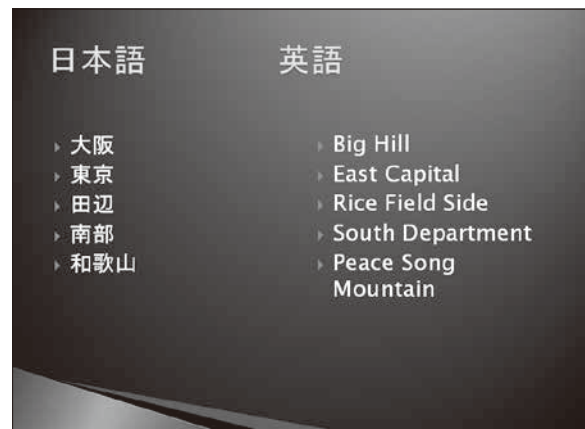 日本語
英語
大阪
東京
田辺
南部
和歌山
Big Hill
East Capital
Rice Field Side
South Department
Peace Song
Mountain